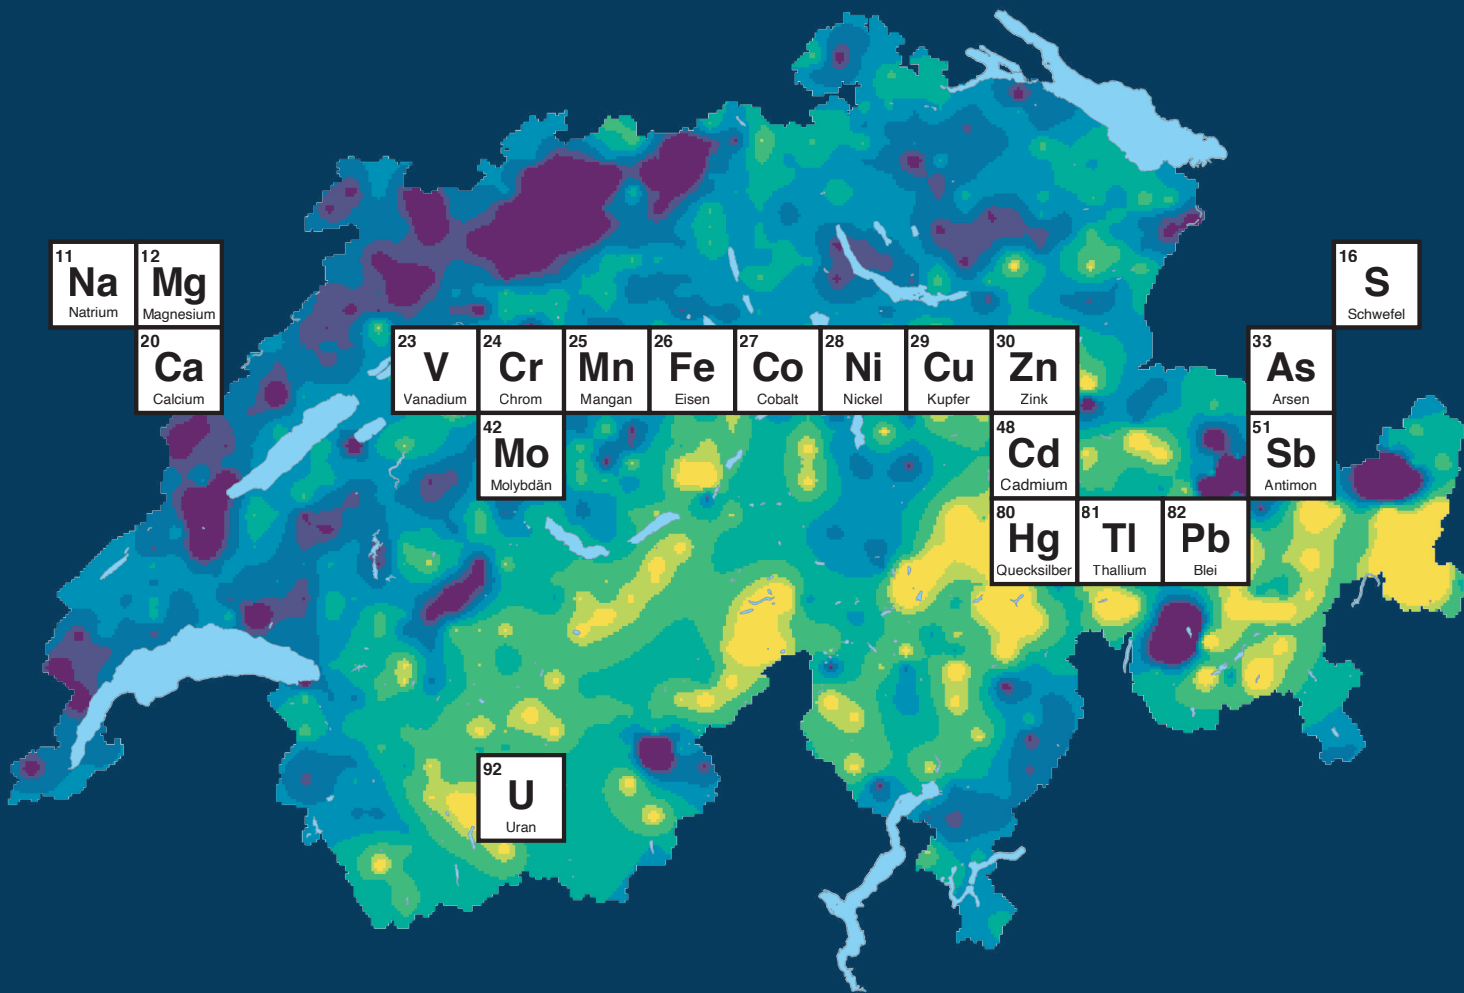 11
Na
Natrium
12
Mg
Magnesium
16
S
Schwefel
20
Ca
Calcium
23
V
Vanadium
24
Cr
Chrom
25
Mn
Mangan
26
Fe
Eisen
27
Co
Cobalt
28
Ni
Nickel
29
Cu
Kupfer
30
Zn
Zink
33
As
Arsen
42
Mo
Molybdän
48
Cd
Cadmium
51
Sb
Antimon
80
Hg
Quecksilber
81
Tl
Thallium
82
Pb
Blei
92
U
Uran